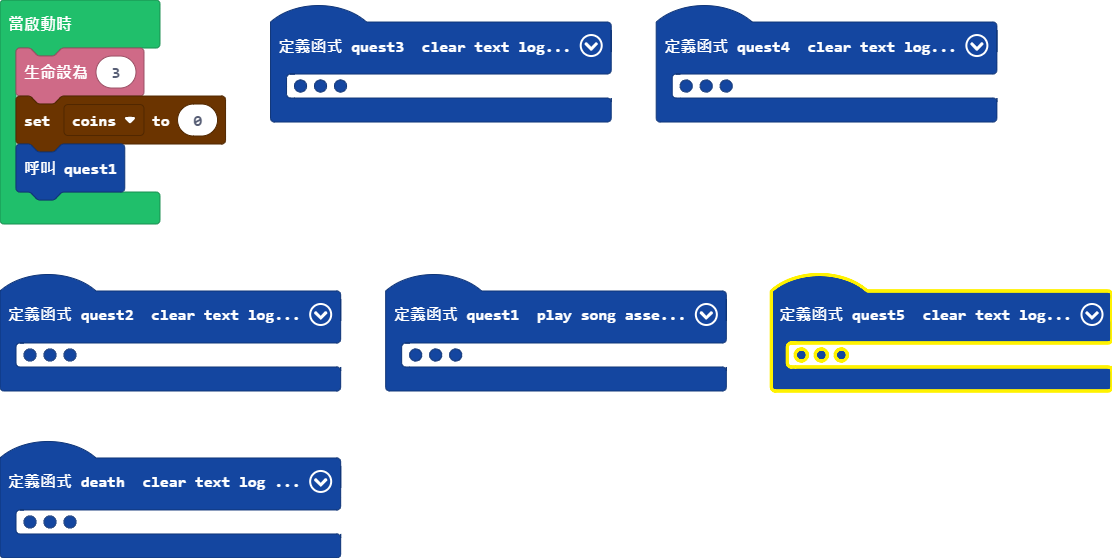 當啟動時
生命設為 3
set coins to 0
呼叫 quest1
定義函式 quest3 clear text log...
定義函式 quest4 clear text log...
定義函式 quest2 clear text log...
定義函式 quest1 play song asse...
定義函式 quest5 clear text log...
定義函式 death clear text log ...